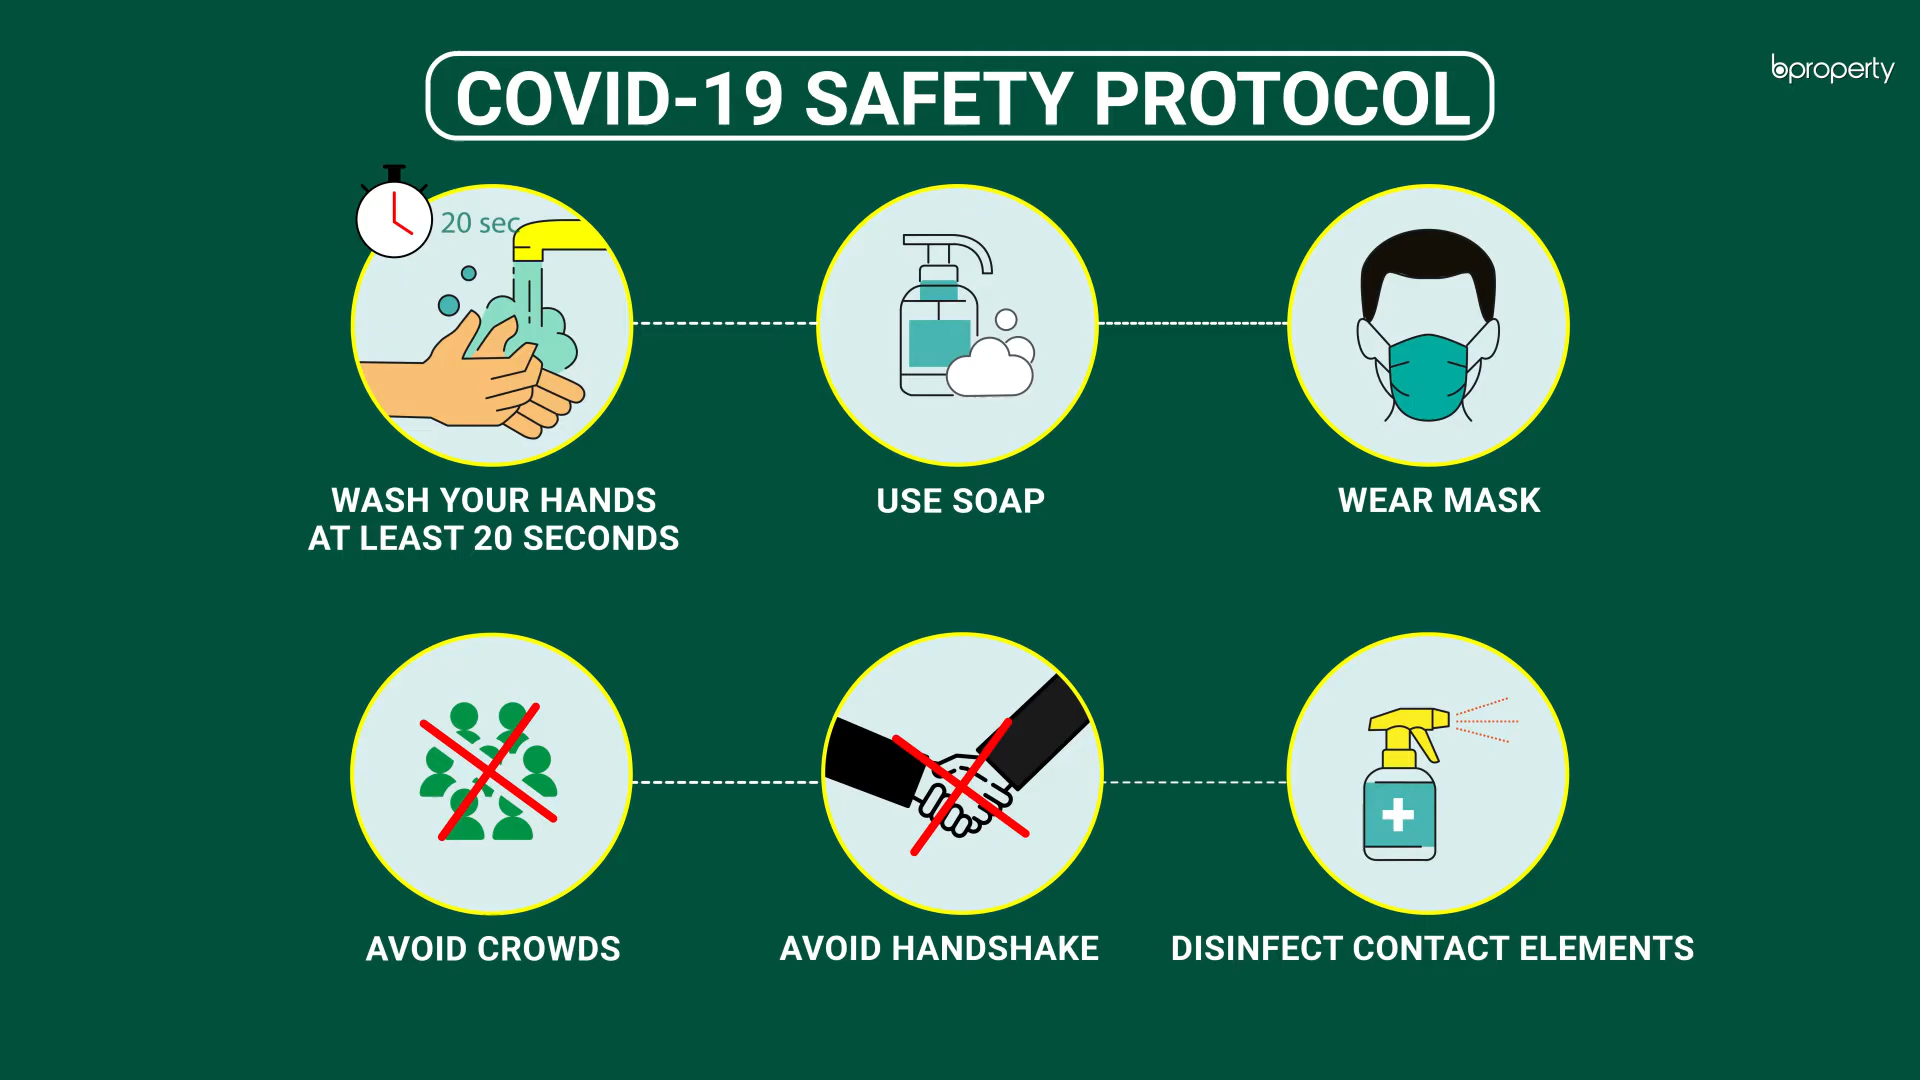 COVID-19 SAFETY PROTOCOL
bproperty
20 sec
WASH YOUR HANDS
AT LEAST 20 SECONDS
USE SOAP
WEAR MASK
AVOID CROWDS
AVOID HANDSHAKE
DISINFECT CONTACT ELEMENTS